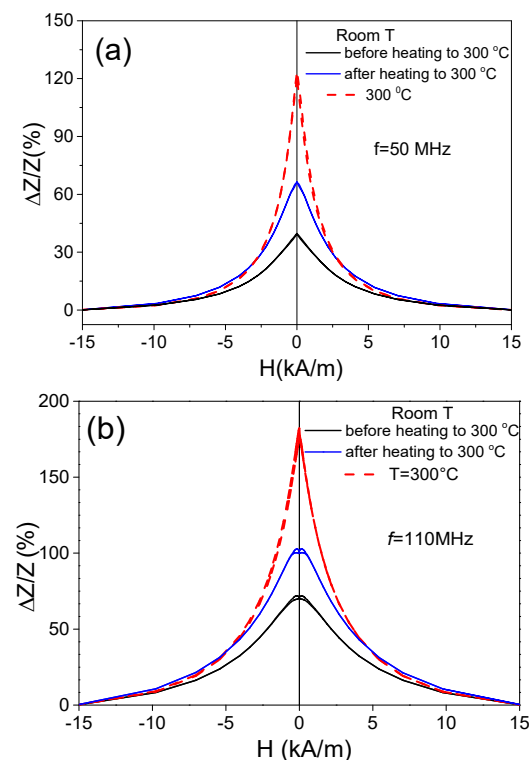 (a)
Room T
before heating to 300 °C
after heating to 300 °C
300 °C
f=50 MHz
ΔZ/Z(%)
150
120
90
60
30
0
-15 -10 -5 0 5 10 15
H(kA/m)
(b)
Room T
before heating to 300 °C
after heating to 300 °C
T=300°C
f=110MHz
ΔZ/Z (%)
200
150
100
50
0
-15 -10 -5 0 5 10 15
H (kA/m)